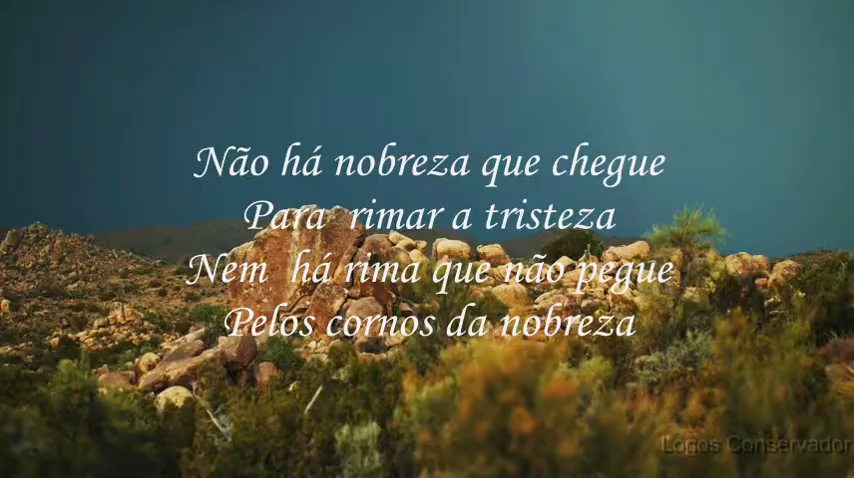 Não há nobreza que chegue
Para rimar a tristeza
Nem há rima que não pegue
Pelos cornos da nobreza
Logos Conservador